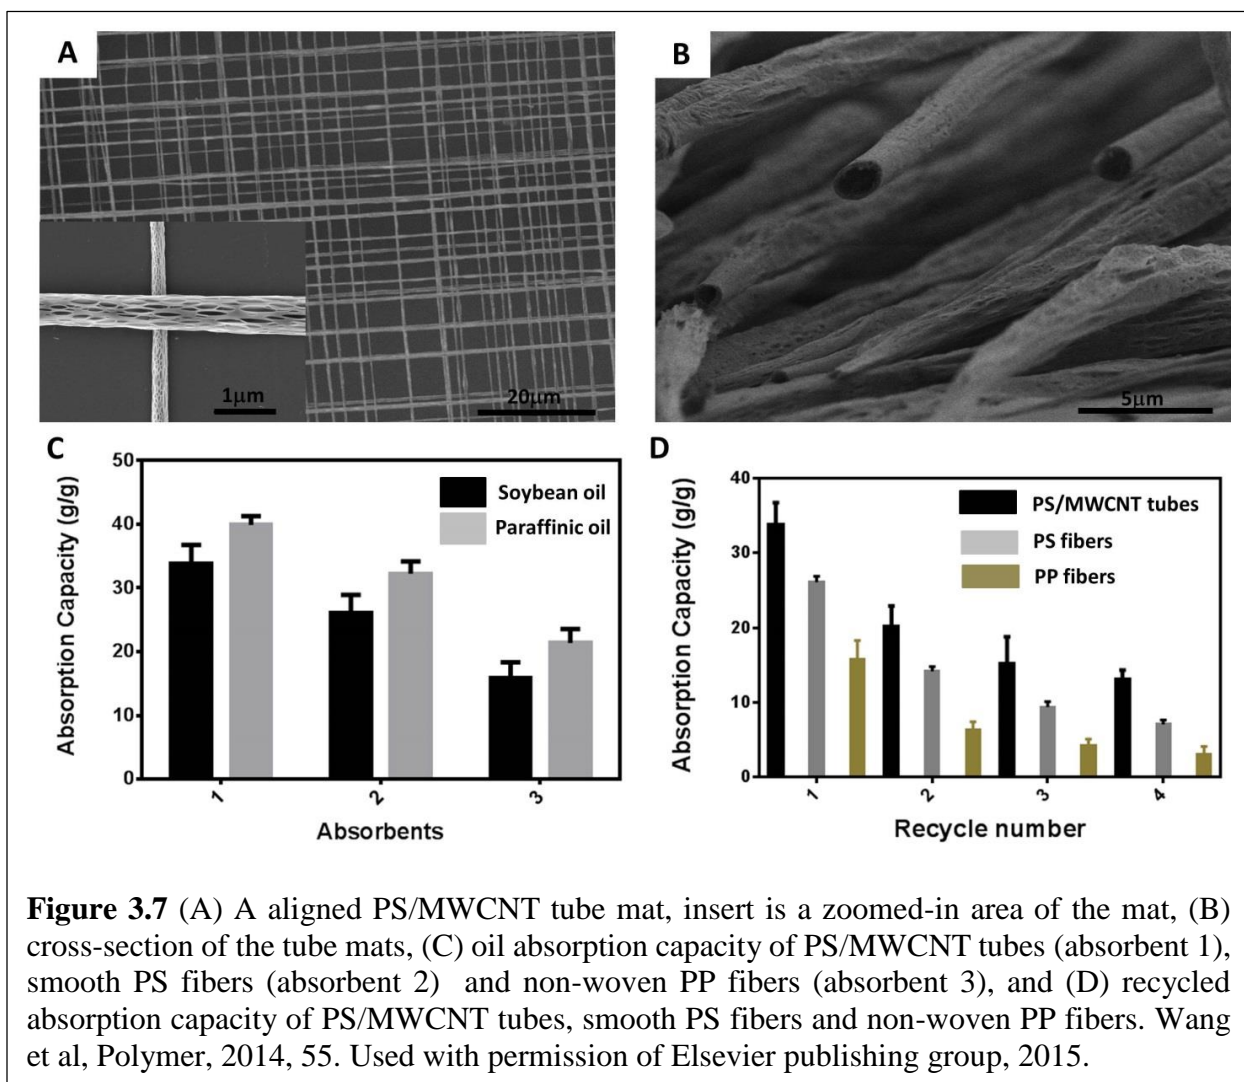 A
1µm
20µm
B
5µm
C
Absorption Capacity (g/g)
50
40
30
20
10
0
Soybean oil
Paraffinic oil
1
2
3
Absorbents
D
Absorption Capacity (g/g)
40
30
20
10
0
PS/MWCNT tubes
PS fibers
PP fibers
1
2
3
4
Recycle number
Figure 3.7 (A) A aligned PS/MWCNT tube mat, insert is a zoomed-in area of the mat, (B)
cross-section of the tube mats, (C) oil absorption capacity of PS/MWCNT tubes (absorbent 1),
smooth PS fibers (absorbent 2) and non-woven PP fibers (absorbent 3), and (D) recycled
absorption capacity of PS/MWCNT tubes, smooth PS fibers and non-woven PP fibers. Wang
et al, Polymer, 2014, 55. Used with permission of Elsevier publishing group, 2015.